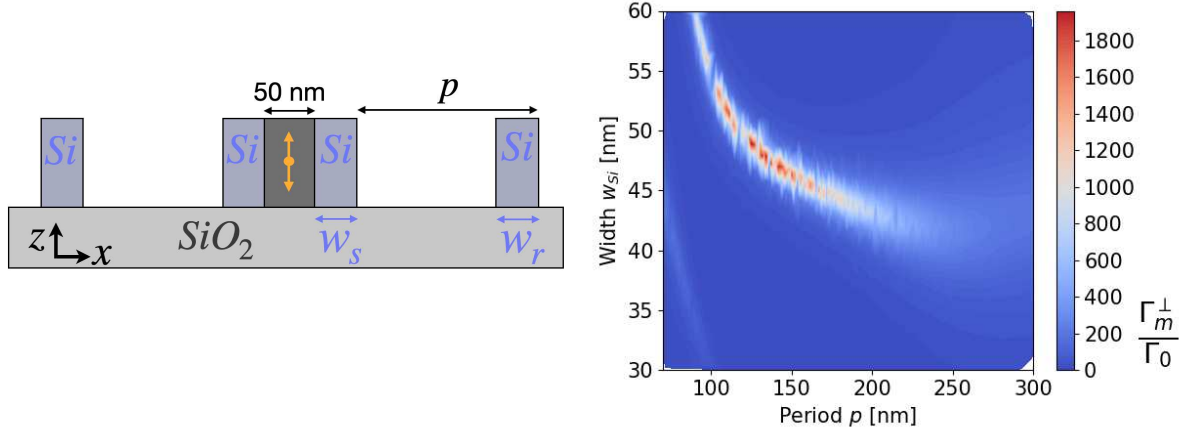 50 nm
p
Si Si Si Si
z x
SiO₂
wₛ wᵣ
60
55
50
45
40
35
30
Width w_Si [nm]
100 150 200 250 300
Period p [nm]
1800
1600
1400
1200
1000
800
600
400
200
0
Γₘ^⊥
Γ₀